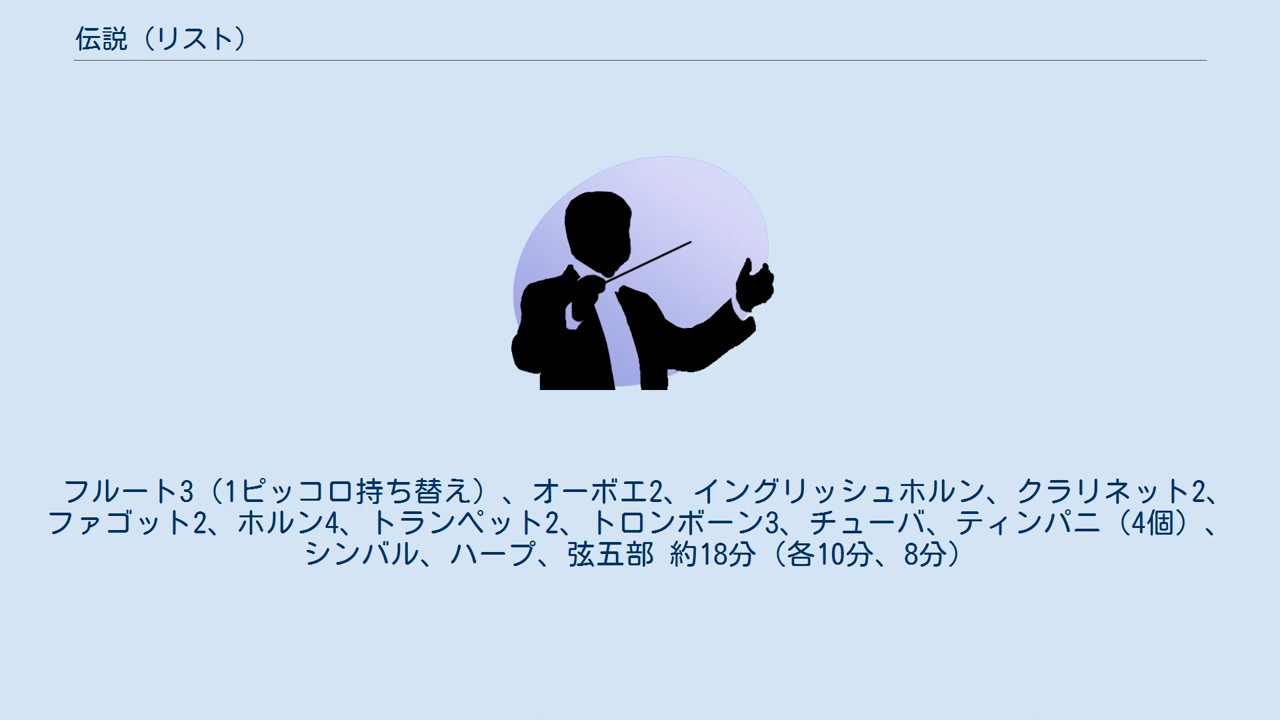 伝説（リスト）
フルート3（1ピッコロ持ち替え）、オーボエ2、イングリッシュホルン、クラリネット2、
ファゴット2、ホルン4、トランペット2、トロンボーン3、チューバ、ティンパニ（4個）、
シンバル、ハープ、弦五部 約18分（各10分、8分）